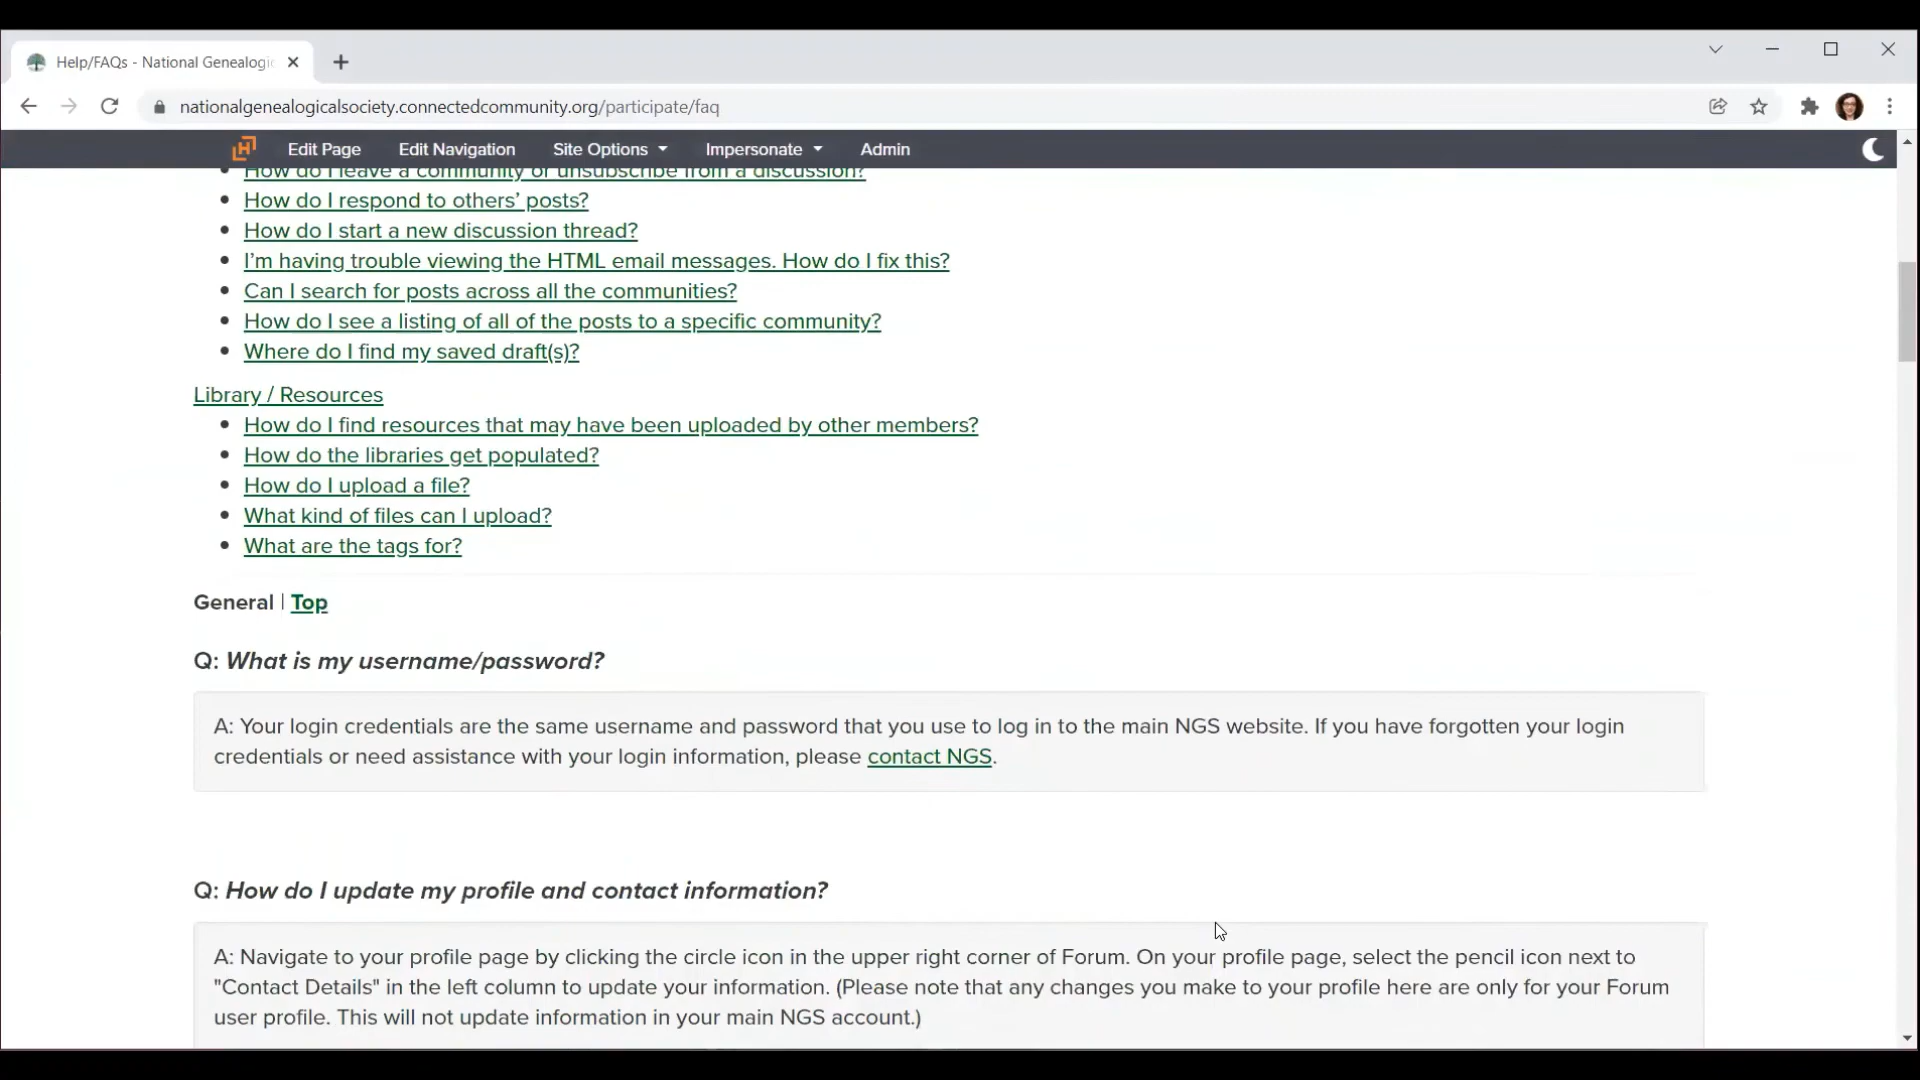 Help/FAQs - National Genealogi
nationalgenealogicalsociety.connectedcommunity.org/participate/faq
Edit Page Edit Navigation Site Options Impersonate Admin
How do I leave a community or unsubscribe from a discussion?
How do I respond to others’ posts?
How do I start a new discussion thread?
I’m having trouble viewing the HTML email messages. How do I fix this?
Can I search for posts across all the communities?
How do I see a listing of all of the posts to a specific community?
Where do I find my saved draft(s)?
Library / Resources
How do I find resources that may have been uploaded by other members?
How do the libraries get populated?
How do I upload a file?
What kind of files can I upload?
What are the tags for?
General | Top
Q: What is my username/password?
A: Your login credentials are the same username and password that you use to log in to the main NGS website. If you have forgotten your login
credentials or need assistance with your login information, please contact NGS.
Q: How do I update my profile and contact information?
A: Navigate to your profile page by clicking the circle icon in the upper right corner of Forum. On your profile page, select the pencil icon next to
"Contact Details" in the left column to update your information. (Please note that any changes you make to your profile here are only for your Forum
user profile. This will not update information in your main NGS account.)